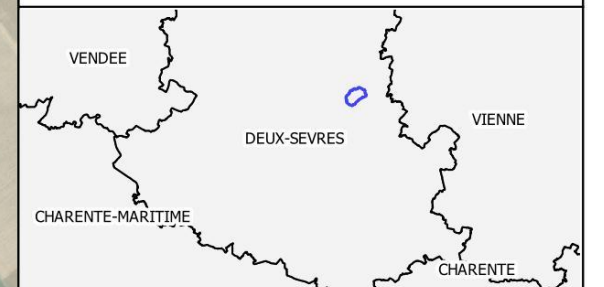 VENDEE
VIENNE
DEUX-SEVRES
CHARENTE-MARITIME
CHARENTE